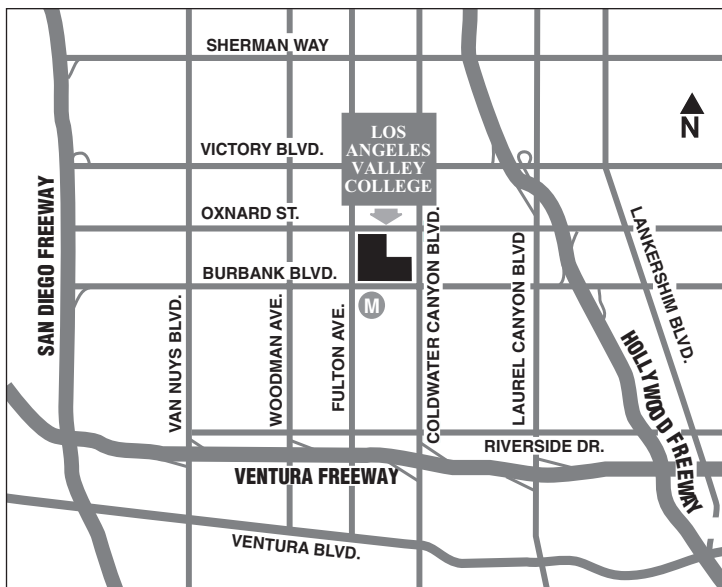 SHERMAN WAY
N
LOS
ANGELES
VALLEY
COLLEGE
VICTORY BLVD.
OXNARD ST.
BURBANK BLVD.
M
SAN DIEGO FREEWAY
VAN NUYS BLVD.
WOODMAN AVE.
FULTON AVE.
COLDWATER CANYON BLVD.
LAUREL CANYON BLVD
LANKERSHIM BLVD.
HOLLYWOOD FREEWAY
RIVERSIDE DR.
VENTURA FREEWAY
VENTURA BLVD.